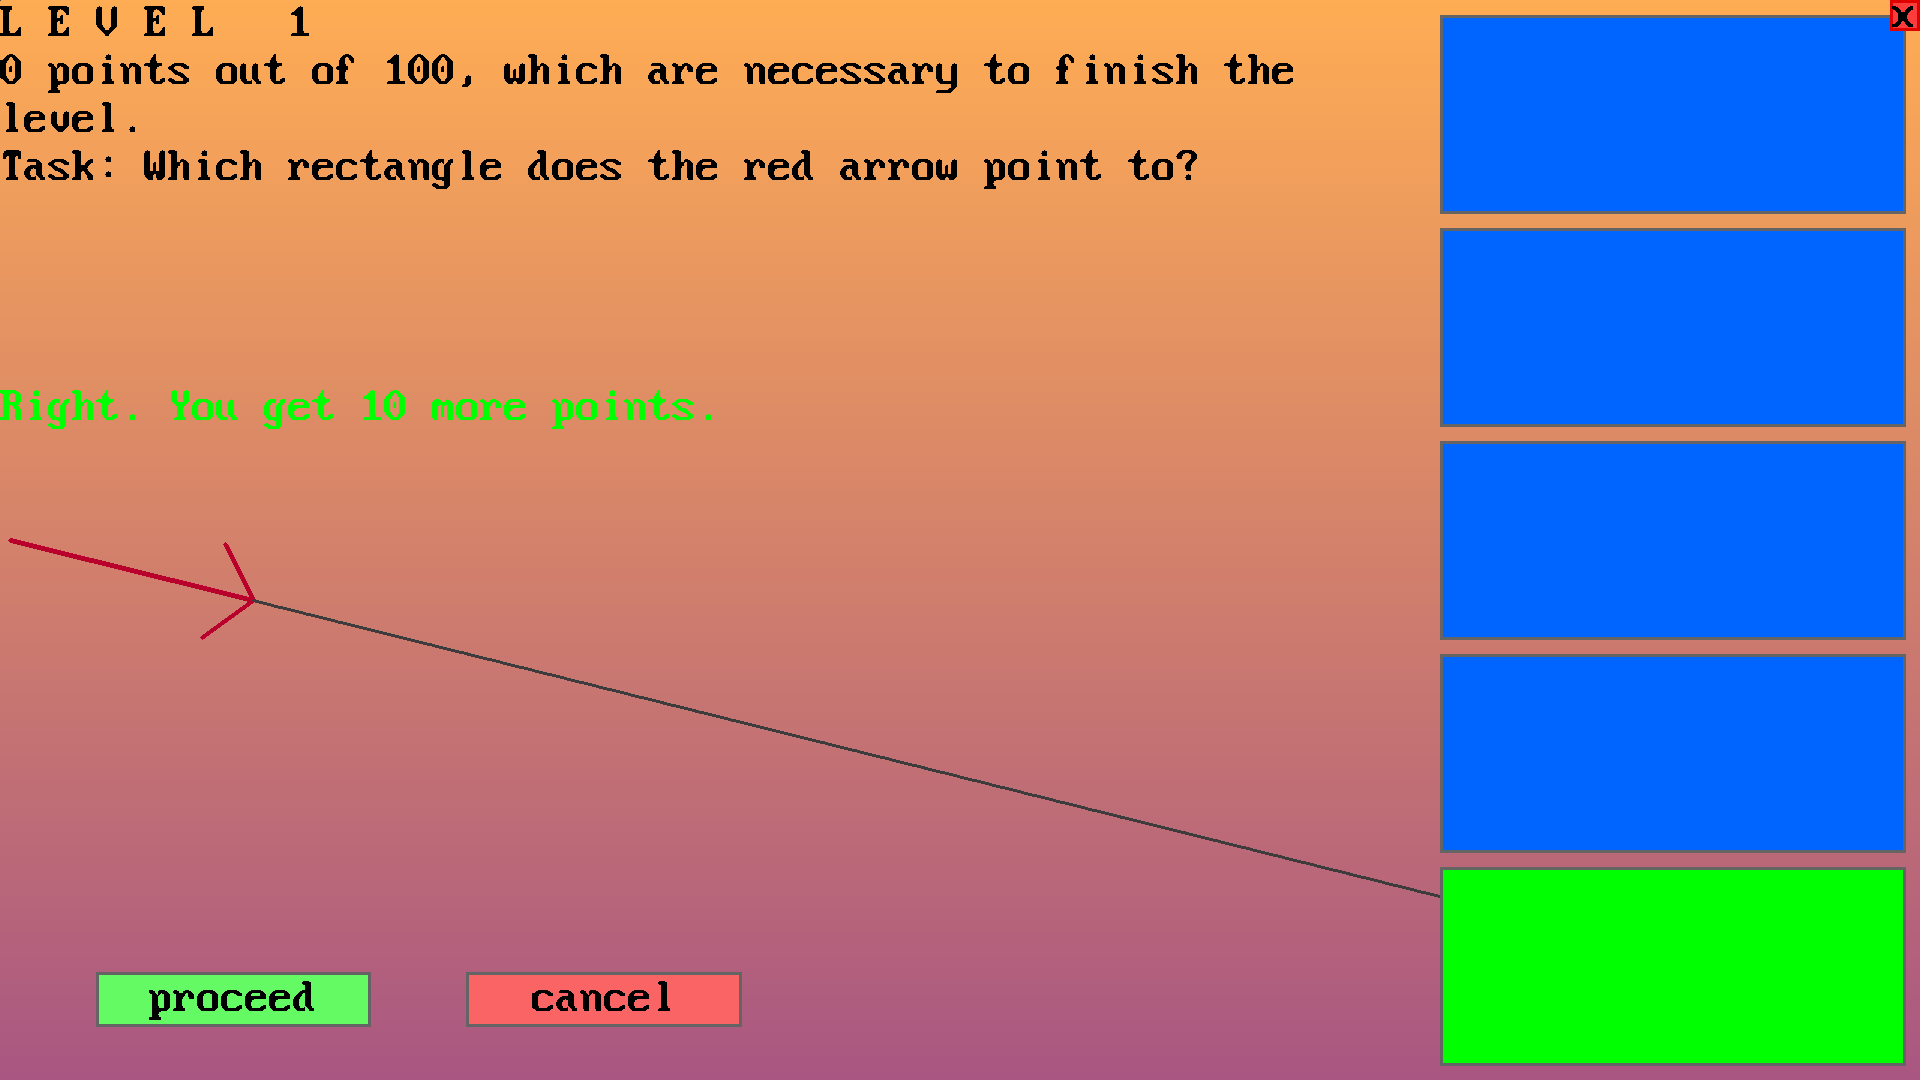 L E V E L  1
X
0 points out of 100, which are necessary to finish the
level.
Task: Which rectangle does the red arrow point to?
Right. You get 10 more points.
proceed
cancel